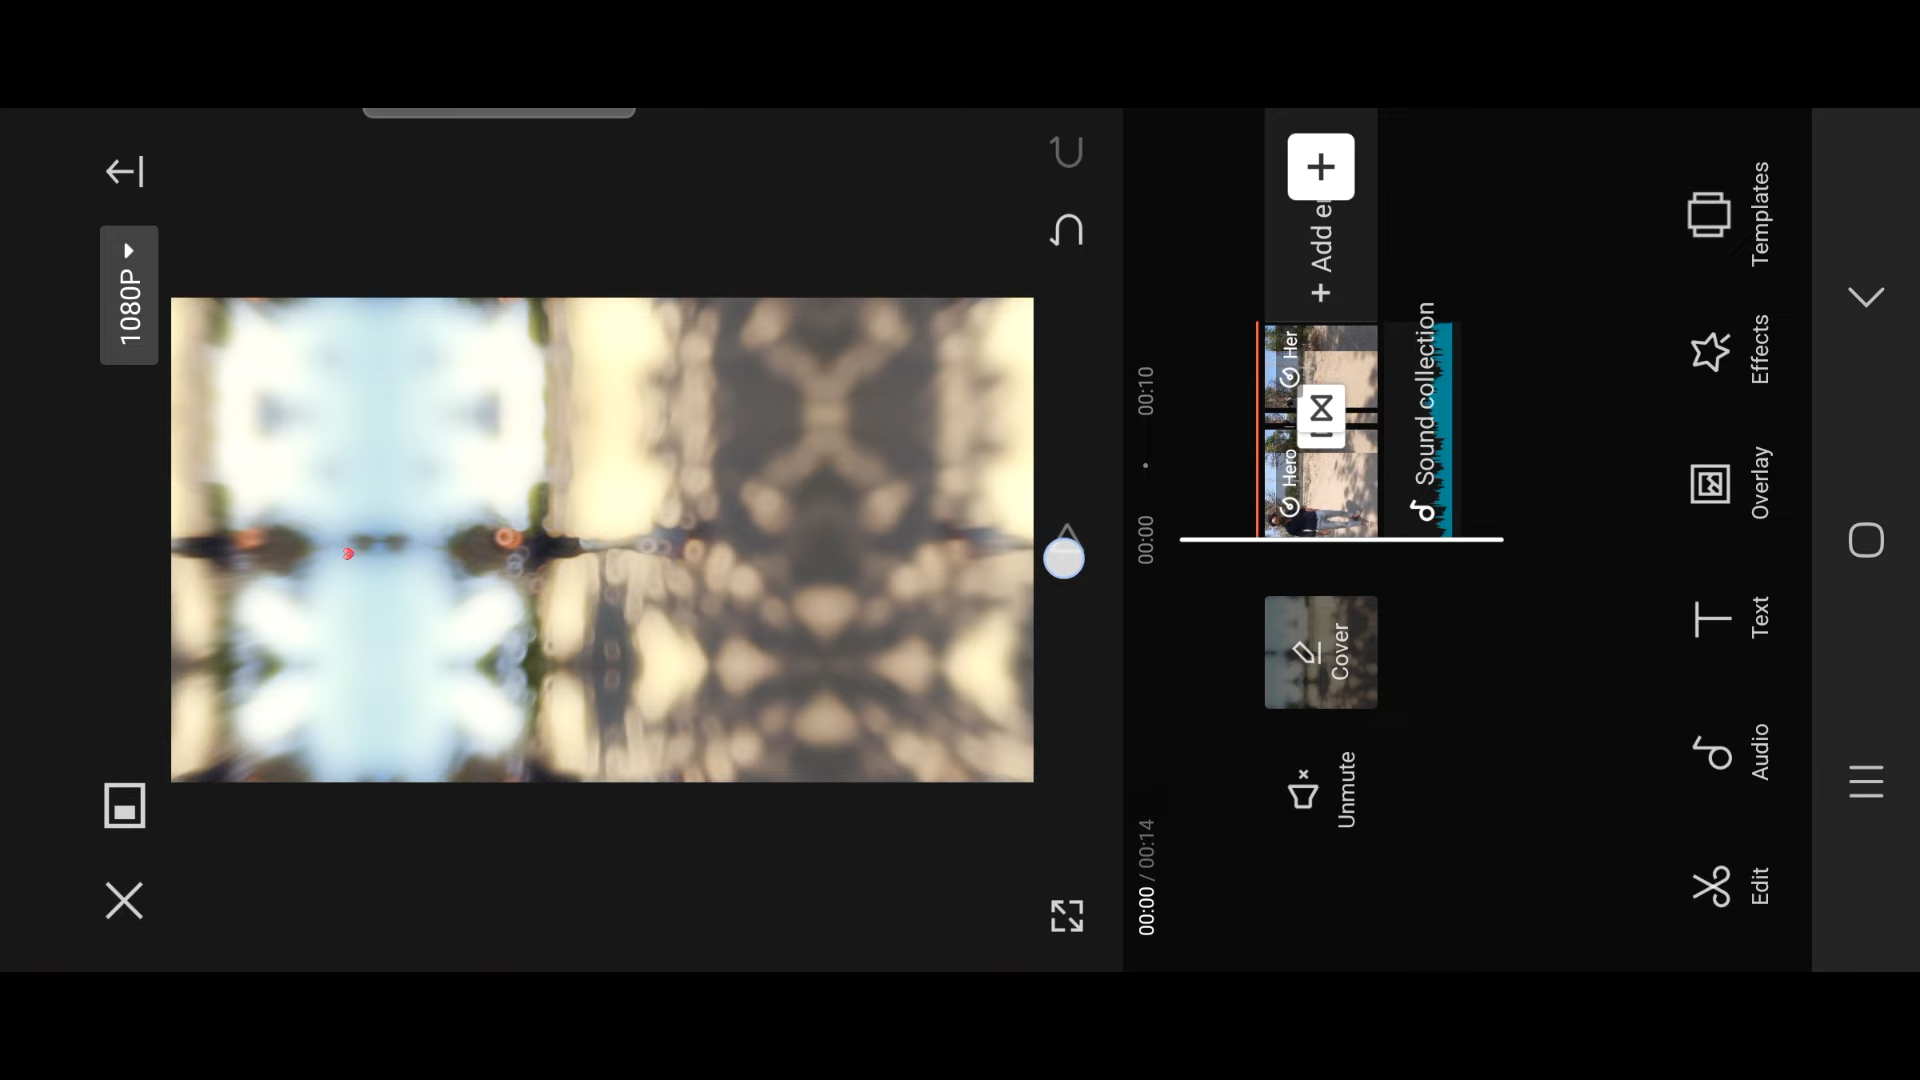 1080P
00:00 / 00:14
00:00
00:10
Unmute
Cover
Hero
Her
+ Add e
Sound collection
Edit
Audio
Text
Overlay
Effects
Templates